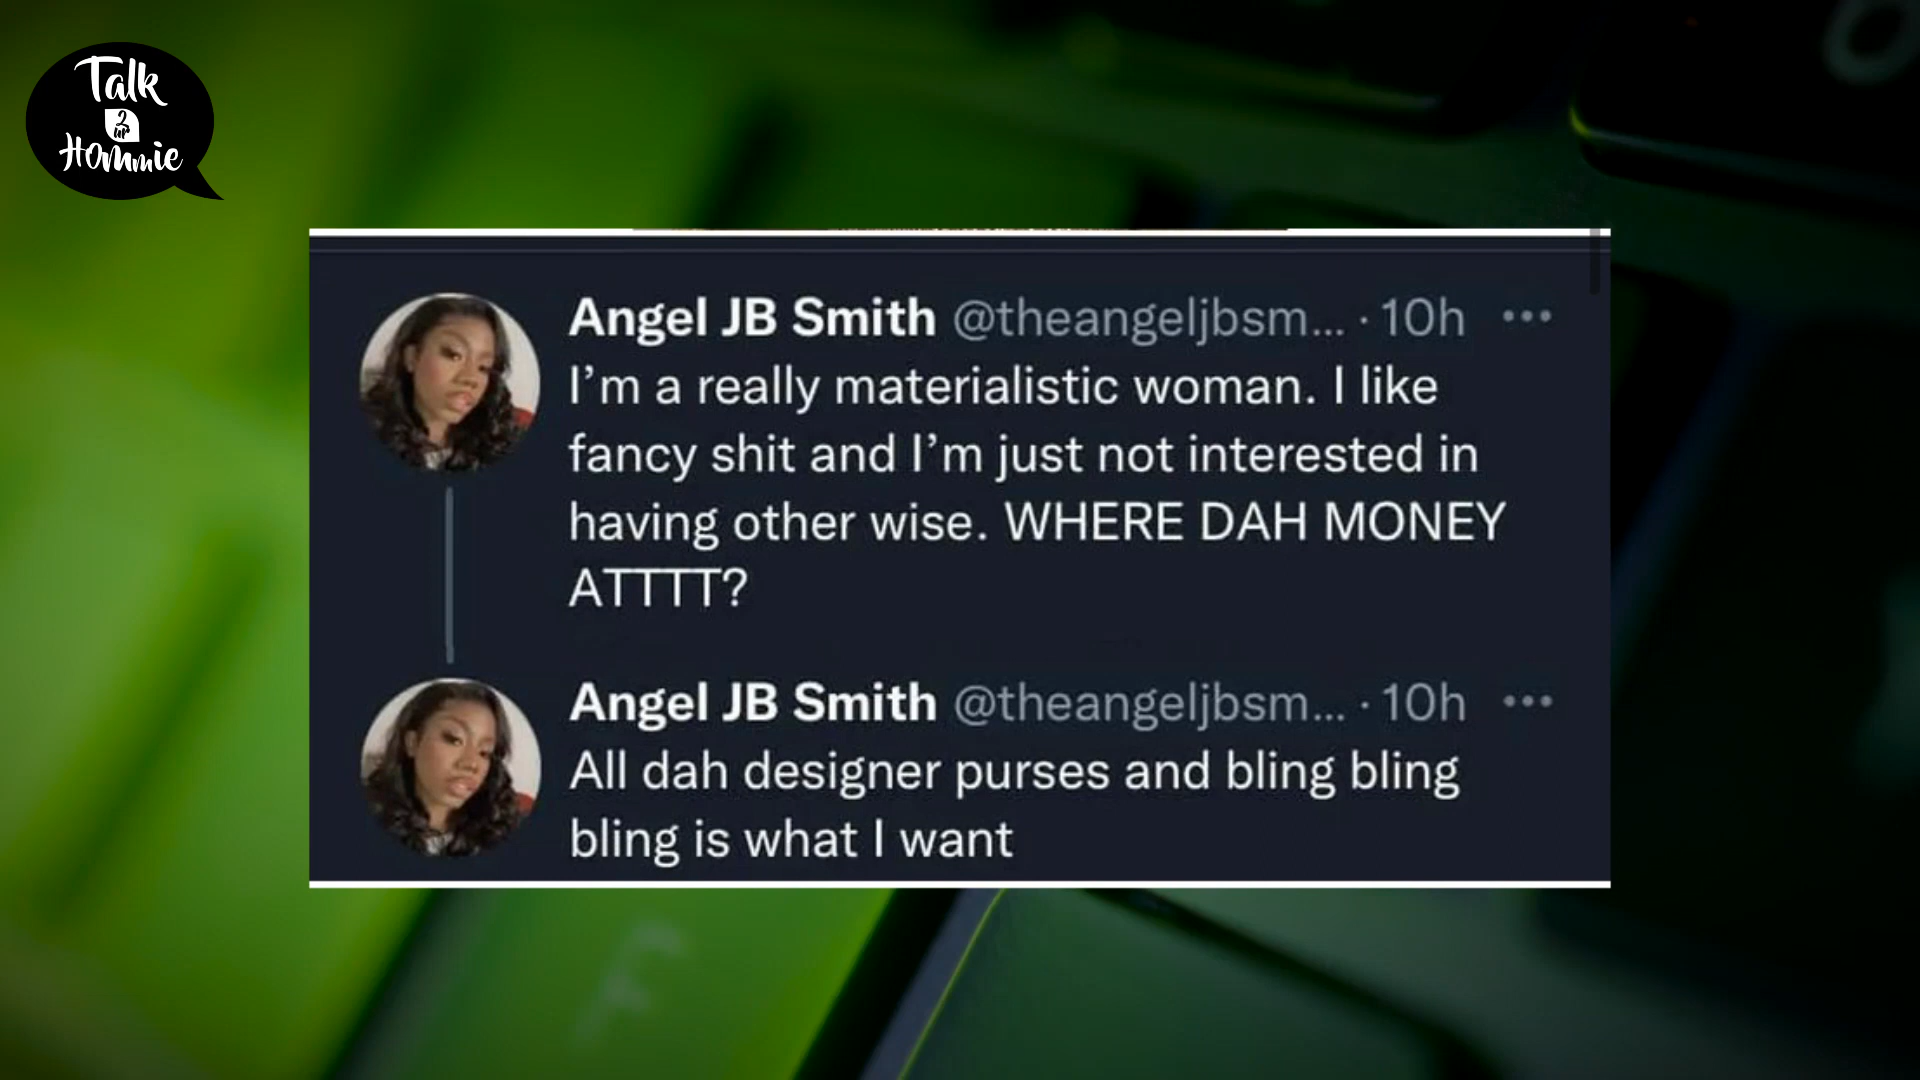 Talk
2
ur
Hommie
Angel JB Smith @theangeljbsm... · 10h ...
I’m a really materialistic woman. I like
fancy shit and I’m just not interested in
having other wise. WHERE DAH MONEY
ATTTT?
Angel JB Smith @theangeljbsm... · 10h ...
All dah designer purses and bling bling
bling is what I want
F